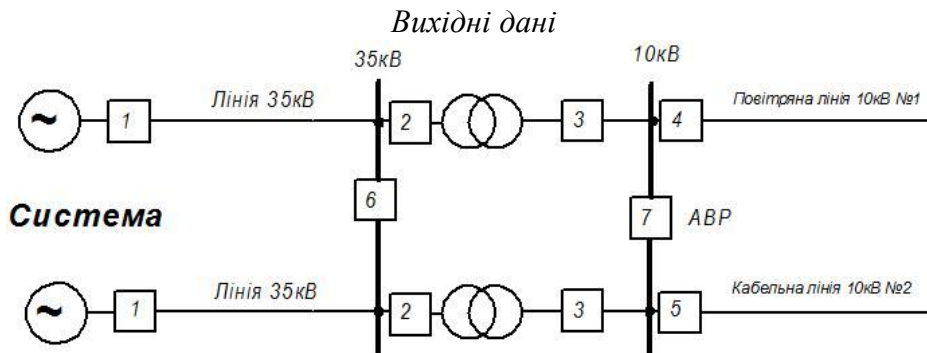 Вихідні дані
35кВ 10кВ
Лінія 35кВ Повітряна лінія 10кВ №1
~ 1 2 3 4
Система 6 7 АВР
Лінія 35кВ Кабельна лінія 10кВ №2
~ 1 2 3 5